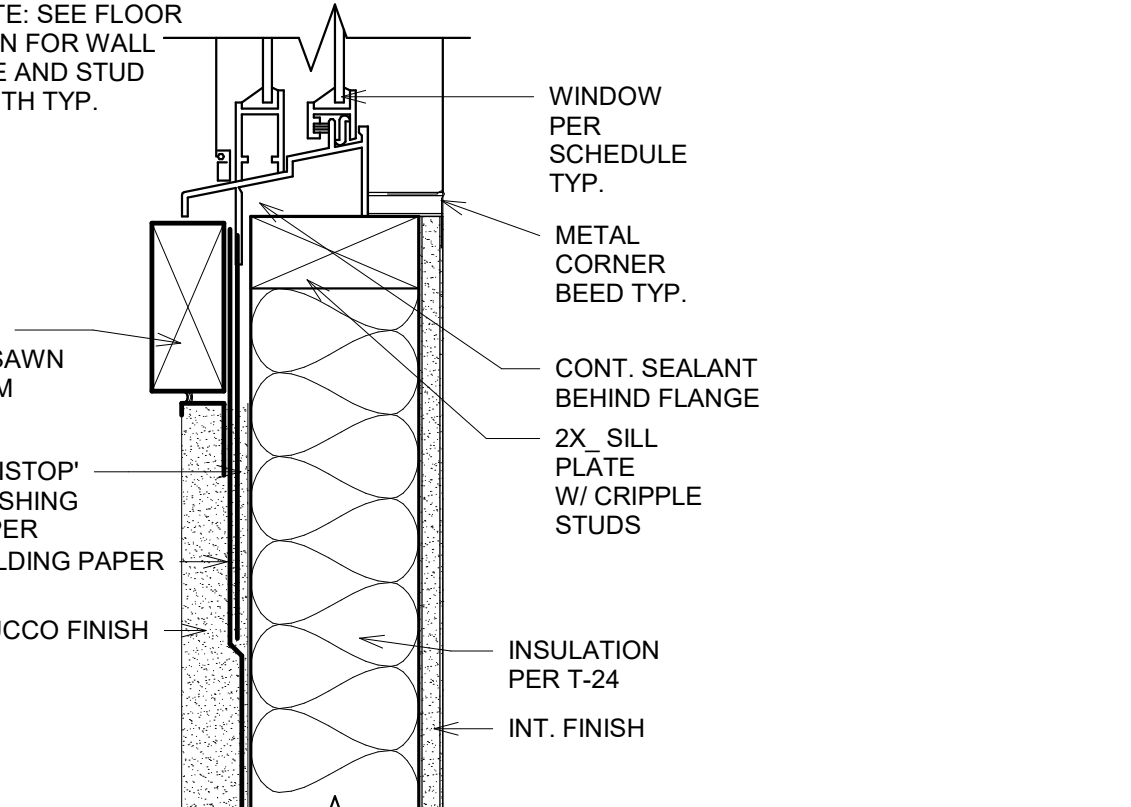 TE: SEE FLOOR
N FOR WALL
E AND STUD
TH TYP.
WINDOW
PER
SCHEDULE
TYP.
METAL
CORNER
BEED TYP.
SAWN
M
CONT. SEALANT
BEHIND FLANGE
2X_ SILL
PLATE
W/ CRIPPLE
STUDS
ISTOP'
SHING
PER
LDING PAPER
UCCO FINISH
INSULATION
PER T-24
INT. FINISH